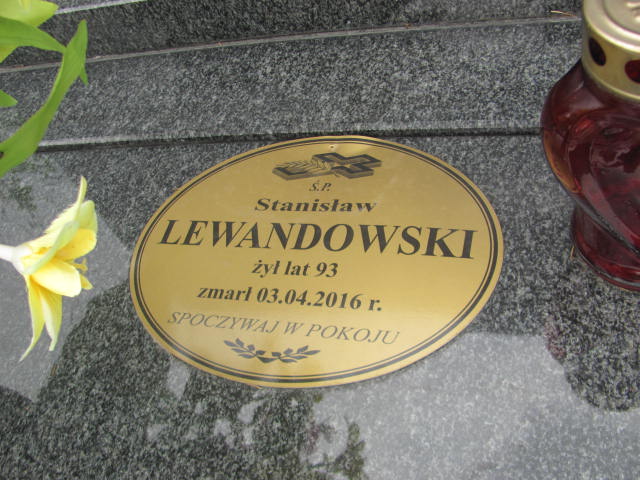 Ś.P.
Stanisław
LEWANDOWSKI
żył lat 93
zmarł 03.04.2016 r.
SPOCZYWAJ W POKOJU